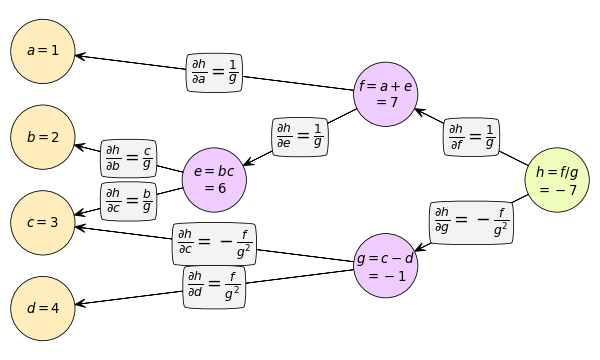 a = 1
∂h/∂a = 1/g
f = a + e
= 7
b = 2
∂h/∂b = c/g
∂h/∂e = 1/g
∂h/∂f = 1/g
e = bc
= 6
h = f/g
= −7
∂h/∂c = b/g
c = 3
∂h/∂c = − f/g²
∂h/∂g = − f/g²
g = c − d
= −1
∂h/∂d = f/g²
d = 4